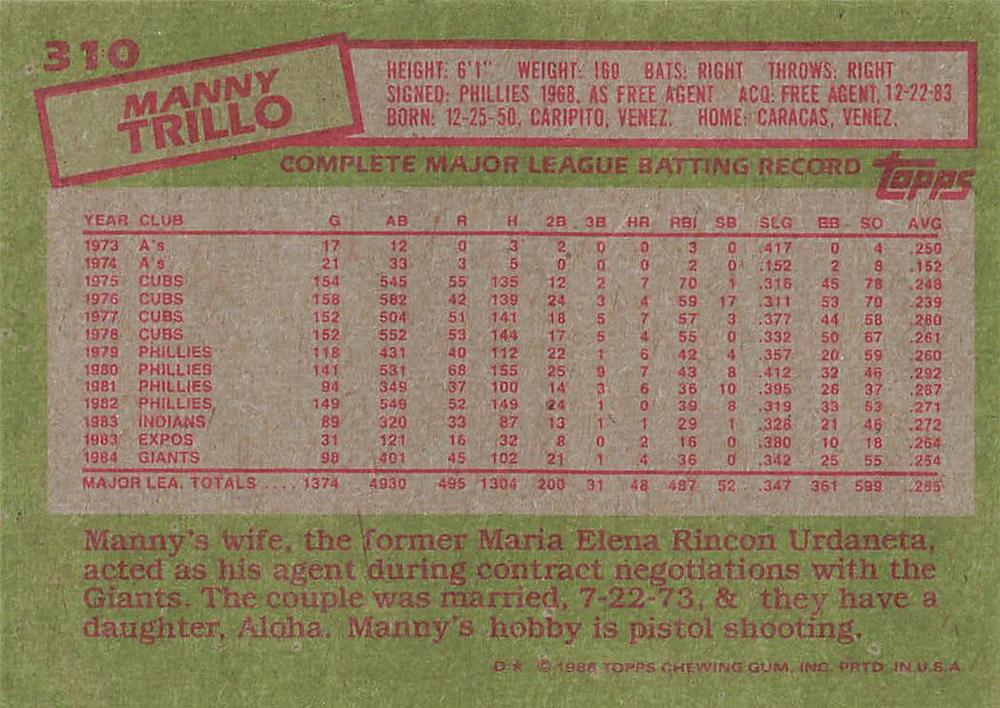 310
MANNY
TRILLO
HEIGHT: 6'1" WEIGHT: 160 BATS: RIGHT THROWS: RIGHT
SIGNED: PHILLIES 1968, AS FREE AGENT ACQ: FREE AGENT, 12-22-83
BORN: 12-25-50, CARIPITO, VENEZ. HOME: CARACAS, VENEZ.
COMPLETE MAJOR LEAGUE BATTING RECORD
topps
YEAR CLUB G AB R H 2B 3B HR RBI SB SLG BB SO AVG
1973 A's 17 12 0 3 2 0 0 3 0 .417 0 4 .250
1974 A's 21 33 3 5 0 0 0 2 0 .152 2 8 .152
1975 CUBS 154 545 55 135 12 2 7 70 1 .316 45 78 .248
1976 CUBS 158 582 42 139 24 3 4 59 17 .311 53 70 .239
1977 CUBS 152 504 51 141 18 5 7 57 3 .377 44 58 .280
1978 CUBS 152 552 53 144 17 5 4 55 0 .332 50 67 .261
1979 PHILLIES 118 431 40 112 22 1 6 42 4 .357 20 59 .260
1980 PHILLIES 141 531 68 155 25 9 7 43 8 .412 32 46 .292
1981 PHILLIES 94 349 37 100 14 3 6 36 10 .395 26 37 .287
1982 PHILLIES 149 549 52 149 24 1 0 39 8 .319 33 53 .271
1983 INDIANS 89 320 33 87 13 1 1 29 1 .328 21 46 .272
1983 EXPOS 31 121 16 32 8 0 2 16 0 .380 10 18 .264
1984 GIANTS 98 401 45 102 21 1 4 36 0 .342 25 55 .254
MAJOR LEA. TOTALS .... 1374 4930 495 1304 200 31 48 487 52 .347 361 599 .265
Manny's wife, the former Maria Elena Rincon Urdaneta,
acted as his agent during contract negotiations with the
Giants. The couple was married, 7-22-73, & they have a
daughter, Aloha. Manny's hobby is pistol shooting.
D★ © 1985 TOPPS CHEWING GUM, INC. PRTD. IN U.S.A